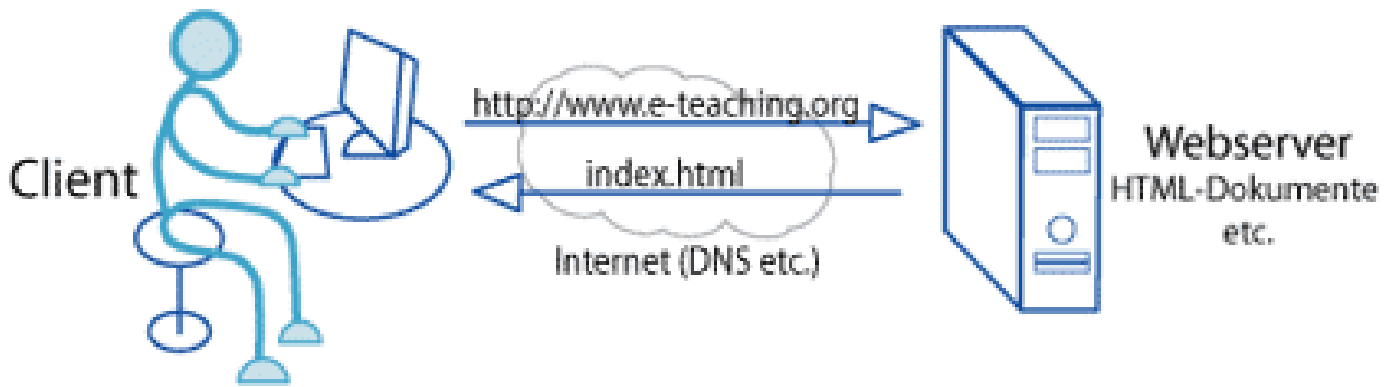 Client
http://www.e-teaching.org
index.html
Internet (DNS etc.)
Webserver
HTML-Dokumente
etc.